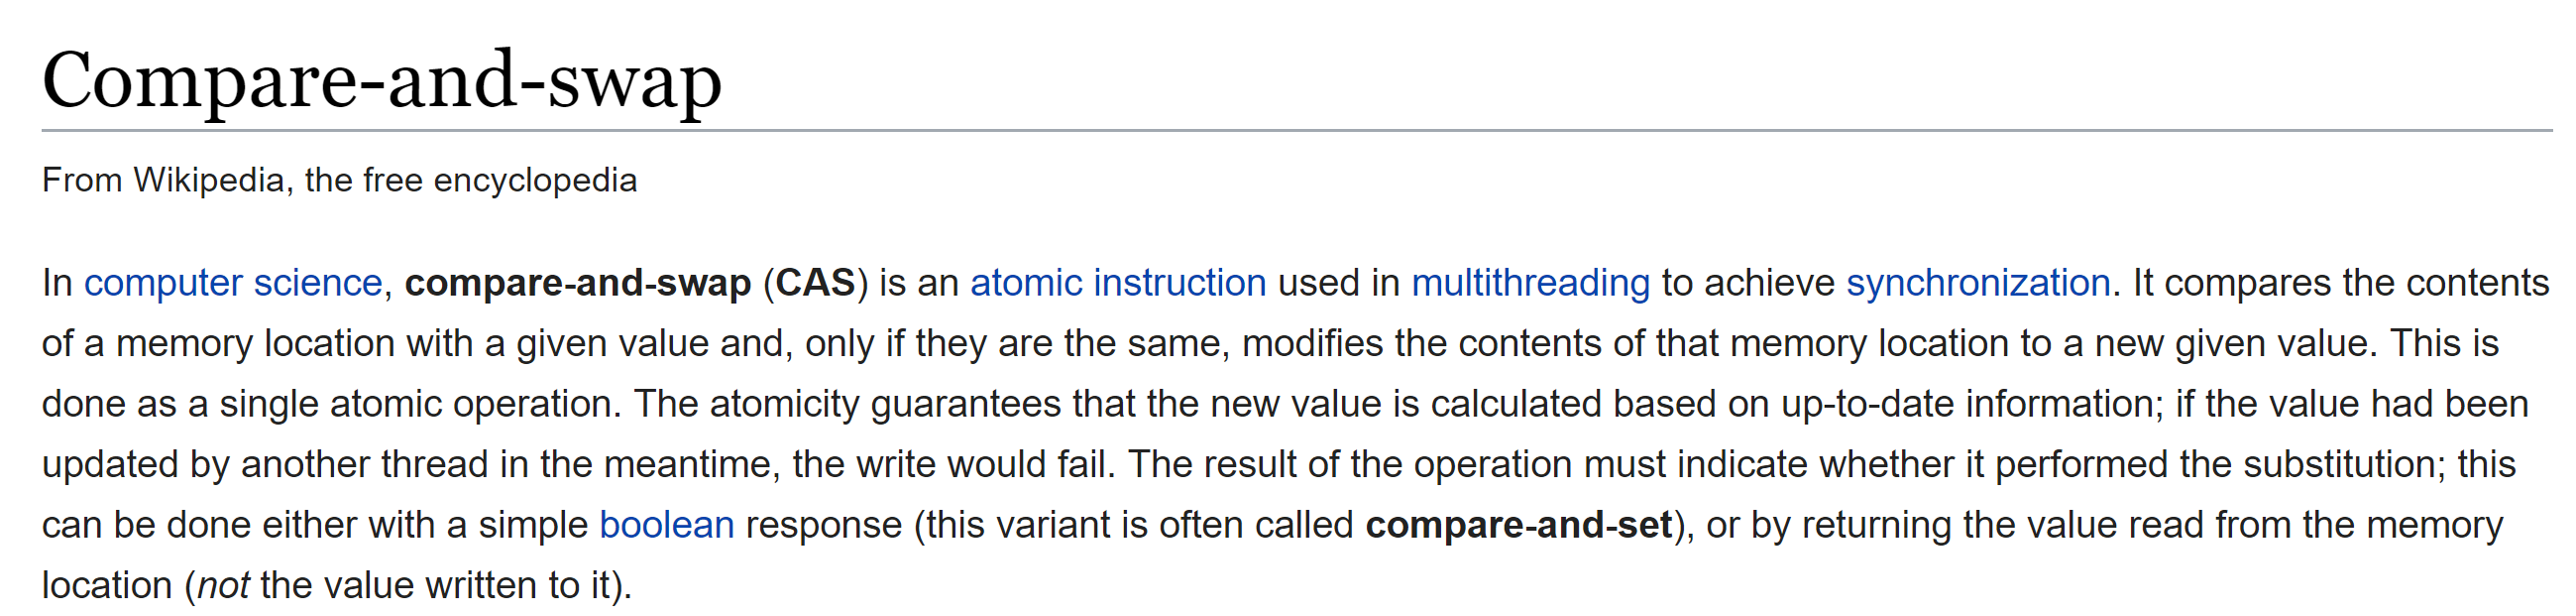 Compare-and-swap
From Wikipedia, the free encyclopedia
In computer science, compare-and-swap (CAS) is an atomic instruction used in multithreading to achieve synchronization. It compares the contents
of a memory location with a given value and, only if they are the same, modifies the contents of that memory location to a new given value. This is
done as a single atomic operation. The atomicity guarantees that the new value is calculated based on up-to-date information; if the value had been
updated by another thread in the meantime, the write would fail. The result of the operation must indicate whether it performed the substitution; this
can be done either with a simple boolean response (this variant is often called compare-and-set), or by returning the value read from the memory
location (not the value written to it).